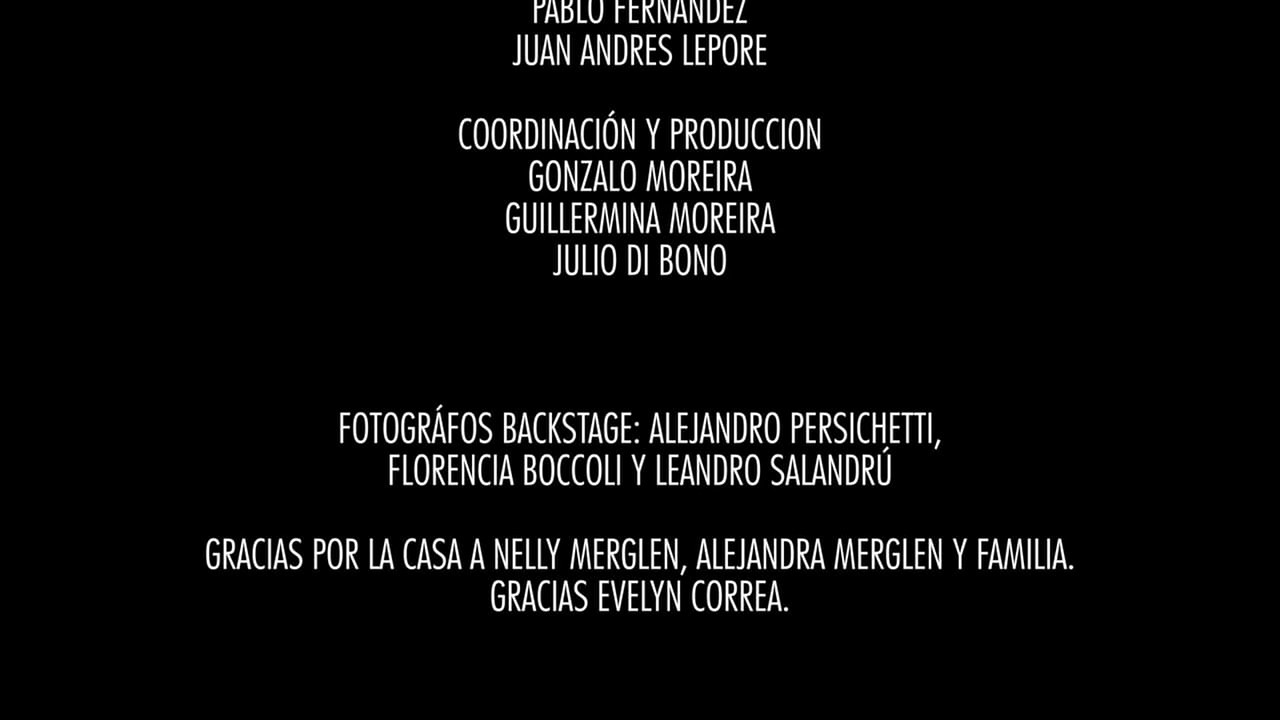 PABLO FERNANDEZ
JUAN ANDRES LEPORE
COORDINACIÓN Y PRODUCCION
GONZALO MOREIRA
GUILLERMINA MOREIRA
JULIO DI BONO
FOTOGRÁFOS BACKSTAGE: ALEJANDRO PERSICHETTI,
FLORENCIA BOCCOLI Y LEANDRO SALANDRÚ
GRACIAS POR LA CASA A NELLY MERGLEN, ALEJANDRA MERGLEN Y FAMILIA.
GRACIAS EVELYN CORREA.